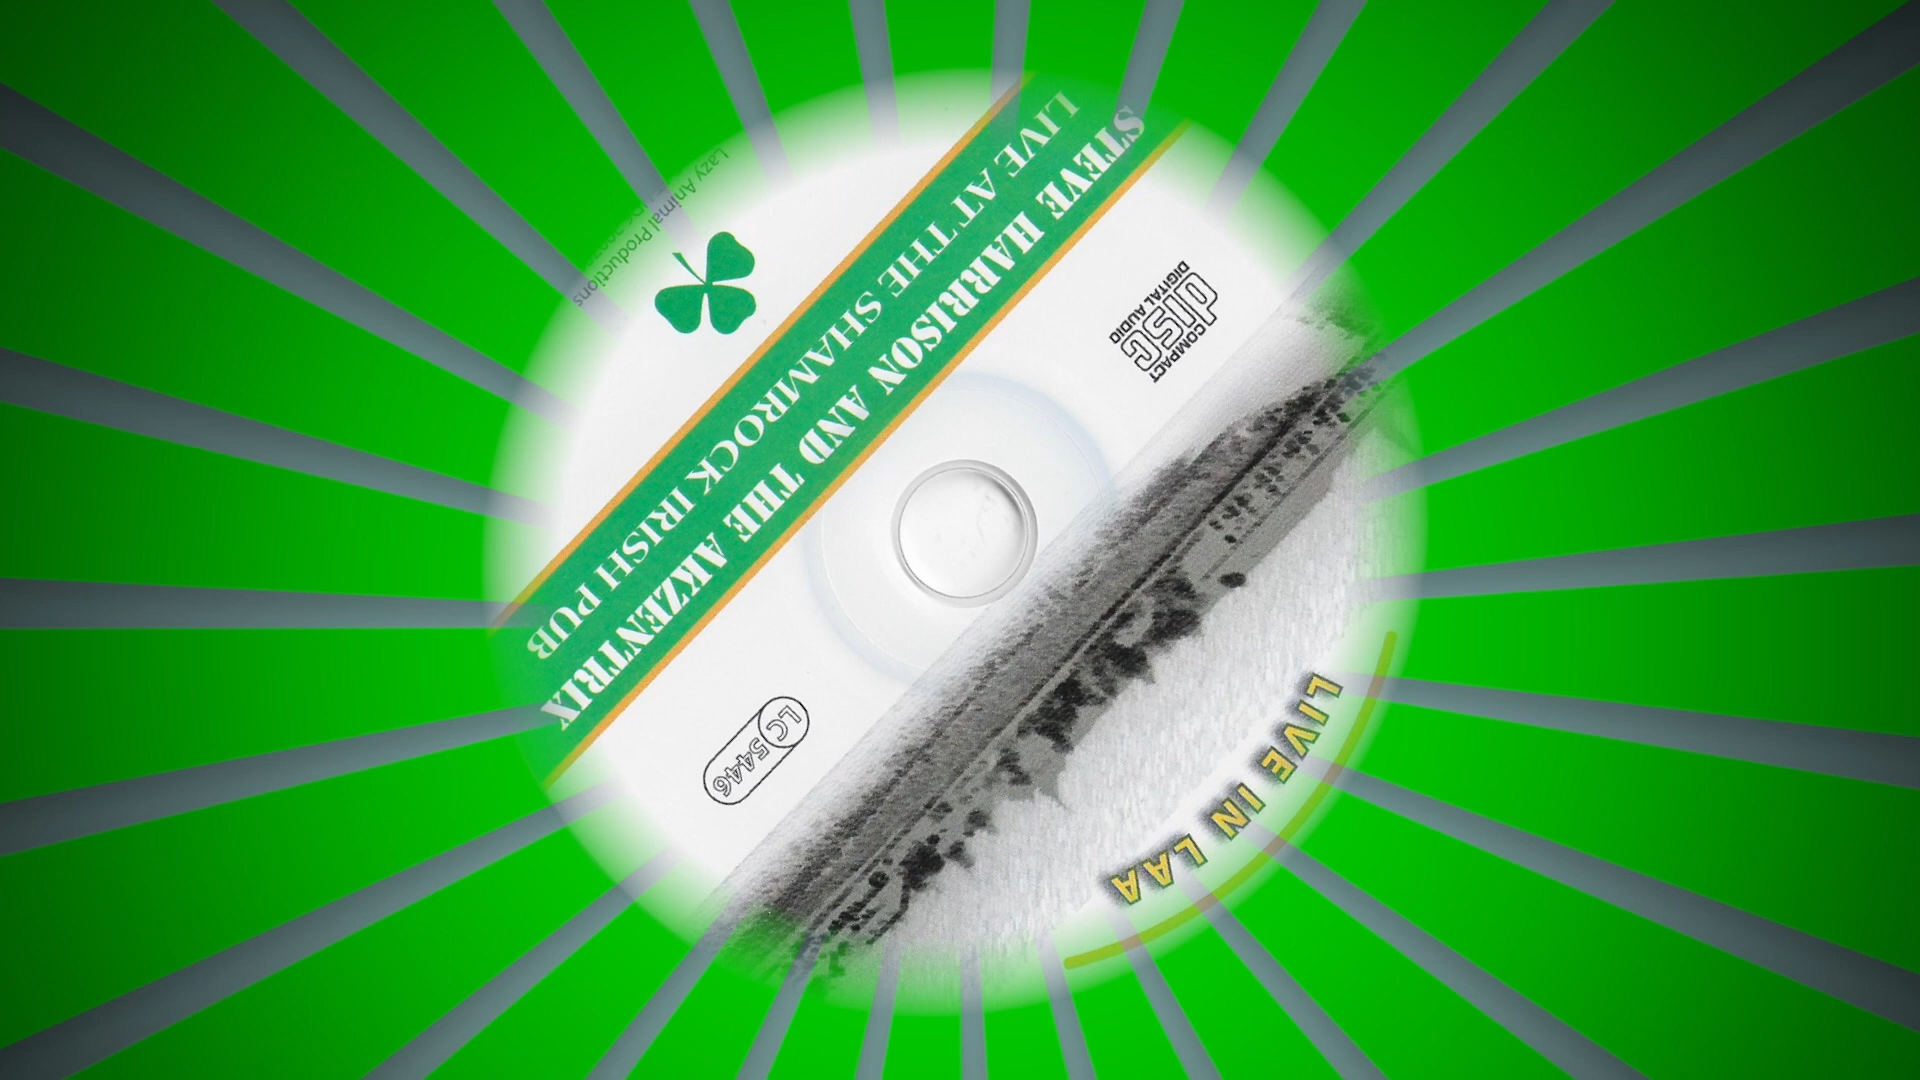 LIVE IN LAA
COMPACT
disc
DIGITAL AUDIO
LC 5446
STEVE HARRISON AND THE AKZENTRIX
LIVE AT THE SHAMROCK IRISH PUB
Lazy Animal Productions